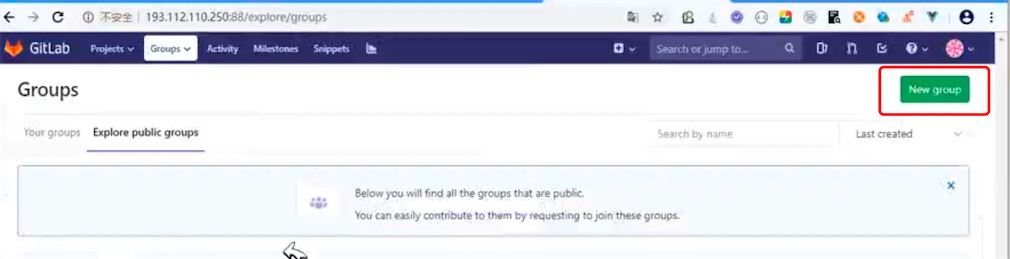 不安全 193.112.110.250:88/explore/groups
GitLab Projects Groups Activity Milestones Snippets Search or jump to...
Groups New group
Your groups Explore public groups Search by name Last created
Below you will find all the groups that are public.
You can easily contribute to them by requesting to join these groups.